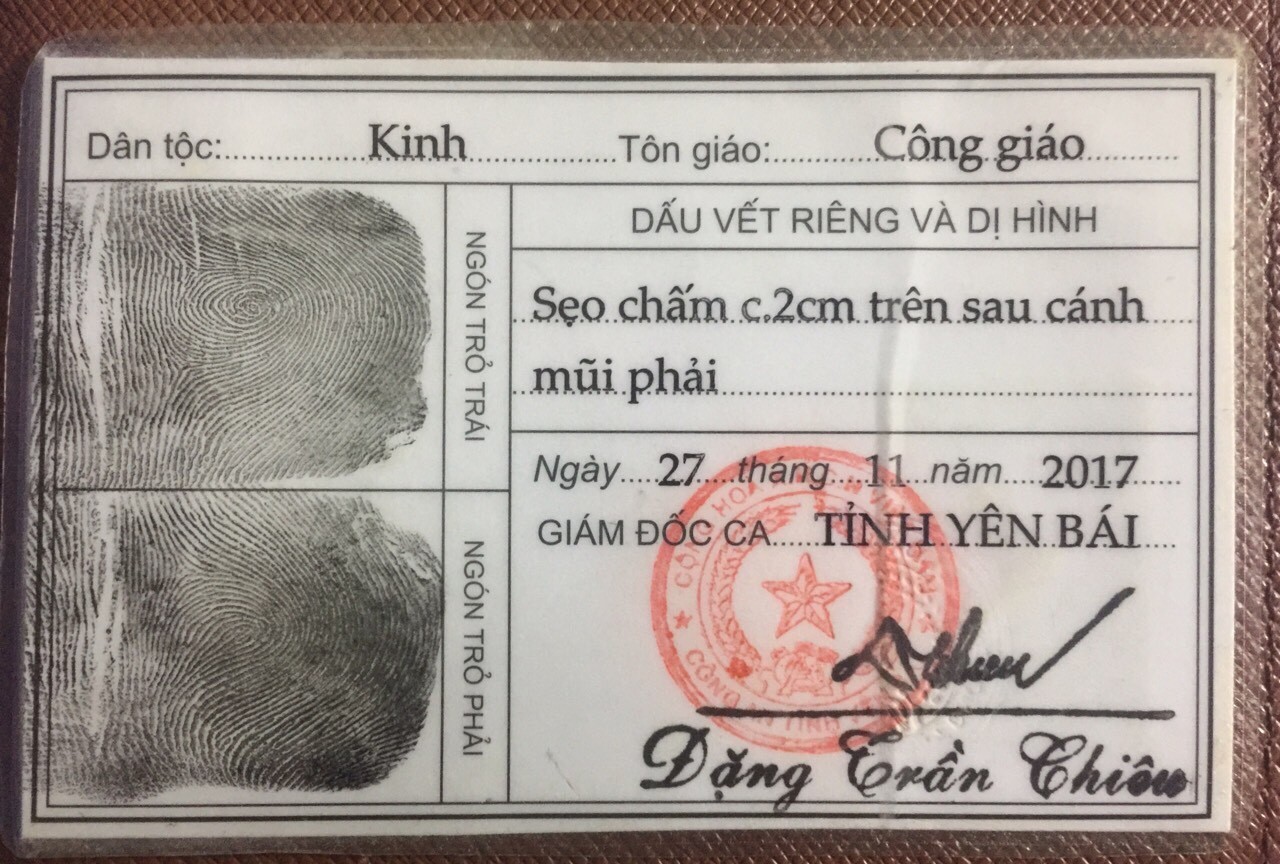 Dân tộc: Kinh Tôn giáo: Công giáo
NGÓN TRỎ TRÁI
DẤU VẾT RIÊNG VÀ DỊ HÌNH
Sẹo chấm c.2cm trên sau cánh
mũi phải
NGÓN TRỎ PHẢI
Ngày 27 tháng 11 năm 2017
GIÁM ĐỐC CA TỈNH YÊN BÁI
Đặng Trần Chiêu